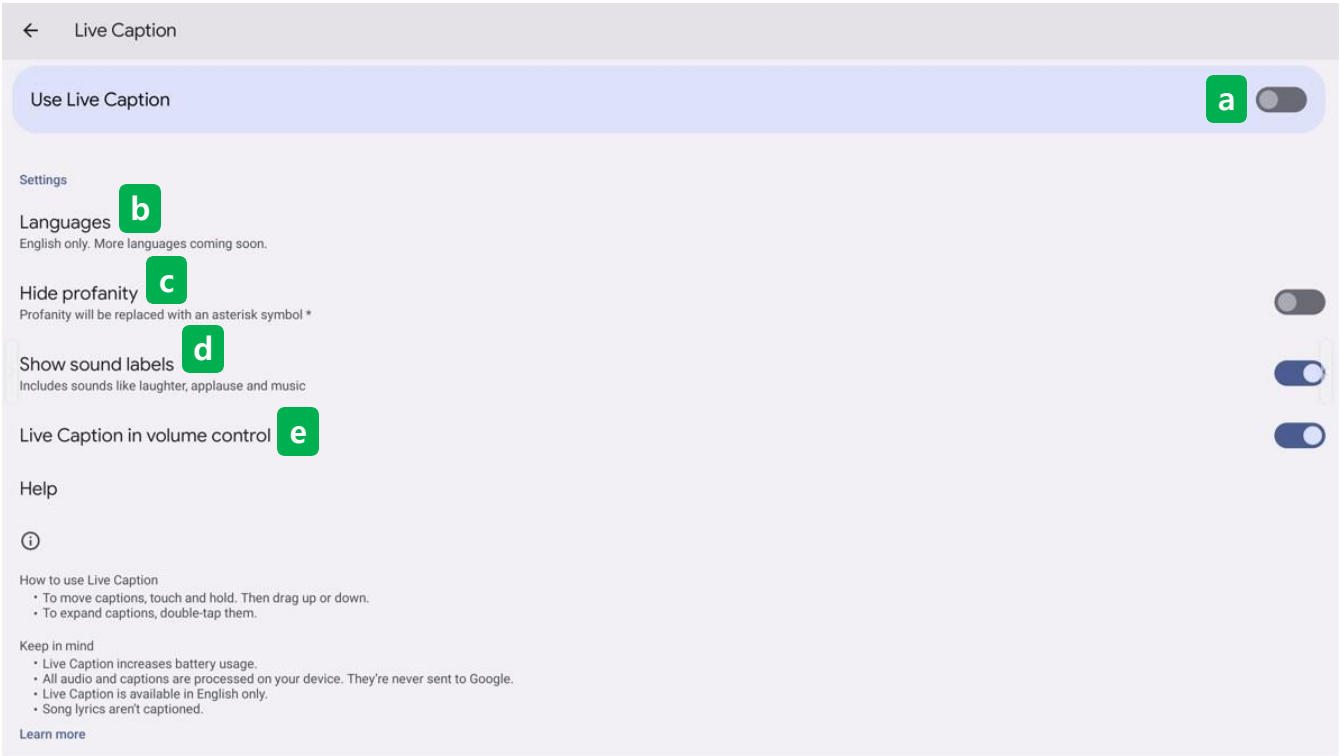 Live Caption
Use Live Caption
a
Settings
Languages b
English only. More languages coming soon.
Hide profanity c
Profanity will be replaced with an asterisk symbol *
Show sound labels d
Includes sounds like laughter, applause and music
Live Caption in volume control e
Help
How to use Live Caption
• To move captions, touch and hold. Then drag up or down.
• To expand captions, double-tap them.
Keep in mind
• Live Caption increases battery usage.
• All audio and captions are processed on your device. They're never sent to Google.
• Live Caption is available in English only.
• Song lyrics aren't captioned.
Learn more